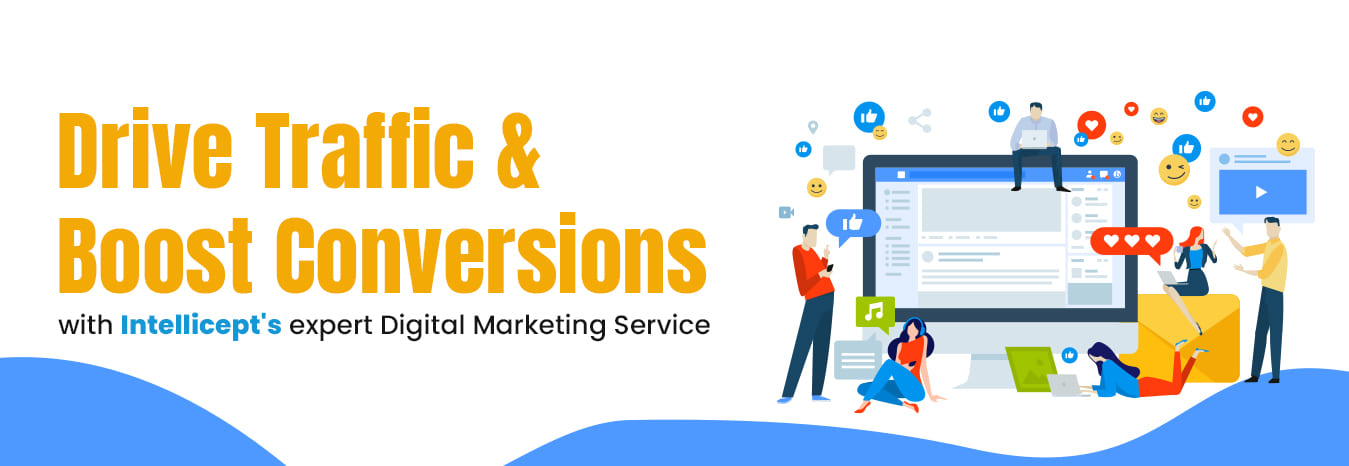 Drive Traffic &
Boost Conversions
with Intellicept's expert Digital Marketing Service